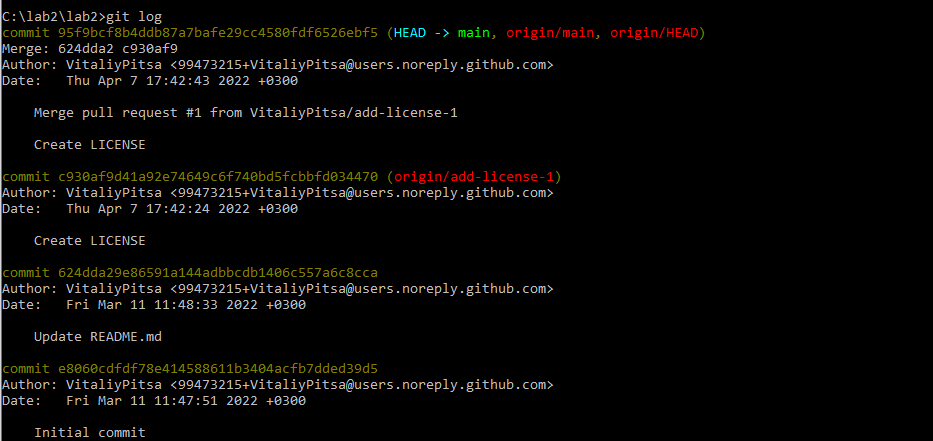 C:\lab2\lab2>git log
commit 95f9bcf8b4ddb87a7bafe29cc4580fdf6526ebf5 (HEAD -> main, origin/main, origin/HEAD)
Merge: 624dda2 c930af9
Author: VitaliyPitsa <99473215+VitaliyPitsa@users.noreply.github.com>
Date:   Thu Apr 7 17:42:43 2022 +0300
    Merge pull request #1 from VitaliyPitsa/add-license-1
    Create LICENSE
commit c930af9d41a92e74649c6f740bd5fcbbfd034470 (origin/add-license-1)
Author: VitaliyPitsa <99473215+VitaliyPitsa@users.noreply.github.com>
Date:   Thu Apr 7 17:42:24 2022 +0300
    Create LICENSE
commit 624dda29e86591a144adbbcdb1406c557a6c8cca
Author: VitaliyPitsa <99473215+VitaliyPitsa@users.noreply.github.com>
Date:   Fri Mar 11 11:48:33 2022 +0300
    Update README.md
commit e8060cdfdf78e414588611b3404acfb7dded39d5
Author: VitaliyPitsa <99473215+VitaliyPitsa@users.noreply.github.com>
Date:   Fri Mar 11 11:47:51 2022 +0300
    Initial commit